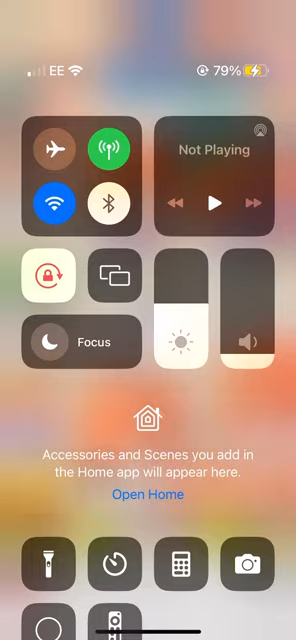 EE
79%
Not Playing
Focus
Accessories and Scenes you add in
the Home app will appear here.
Open Home